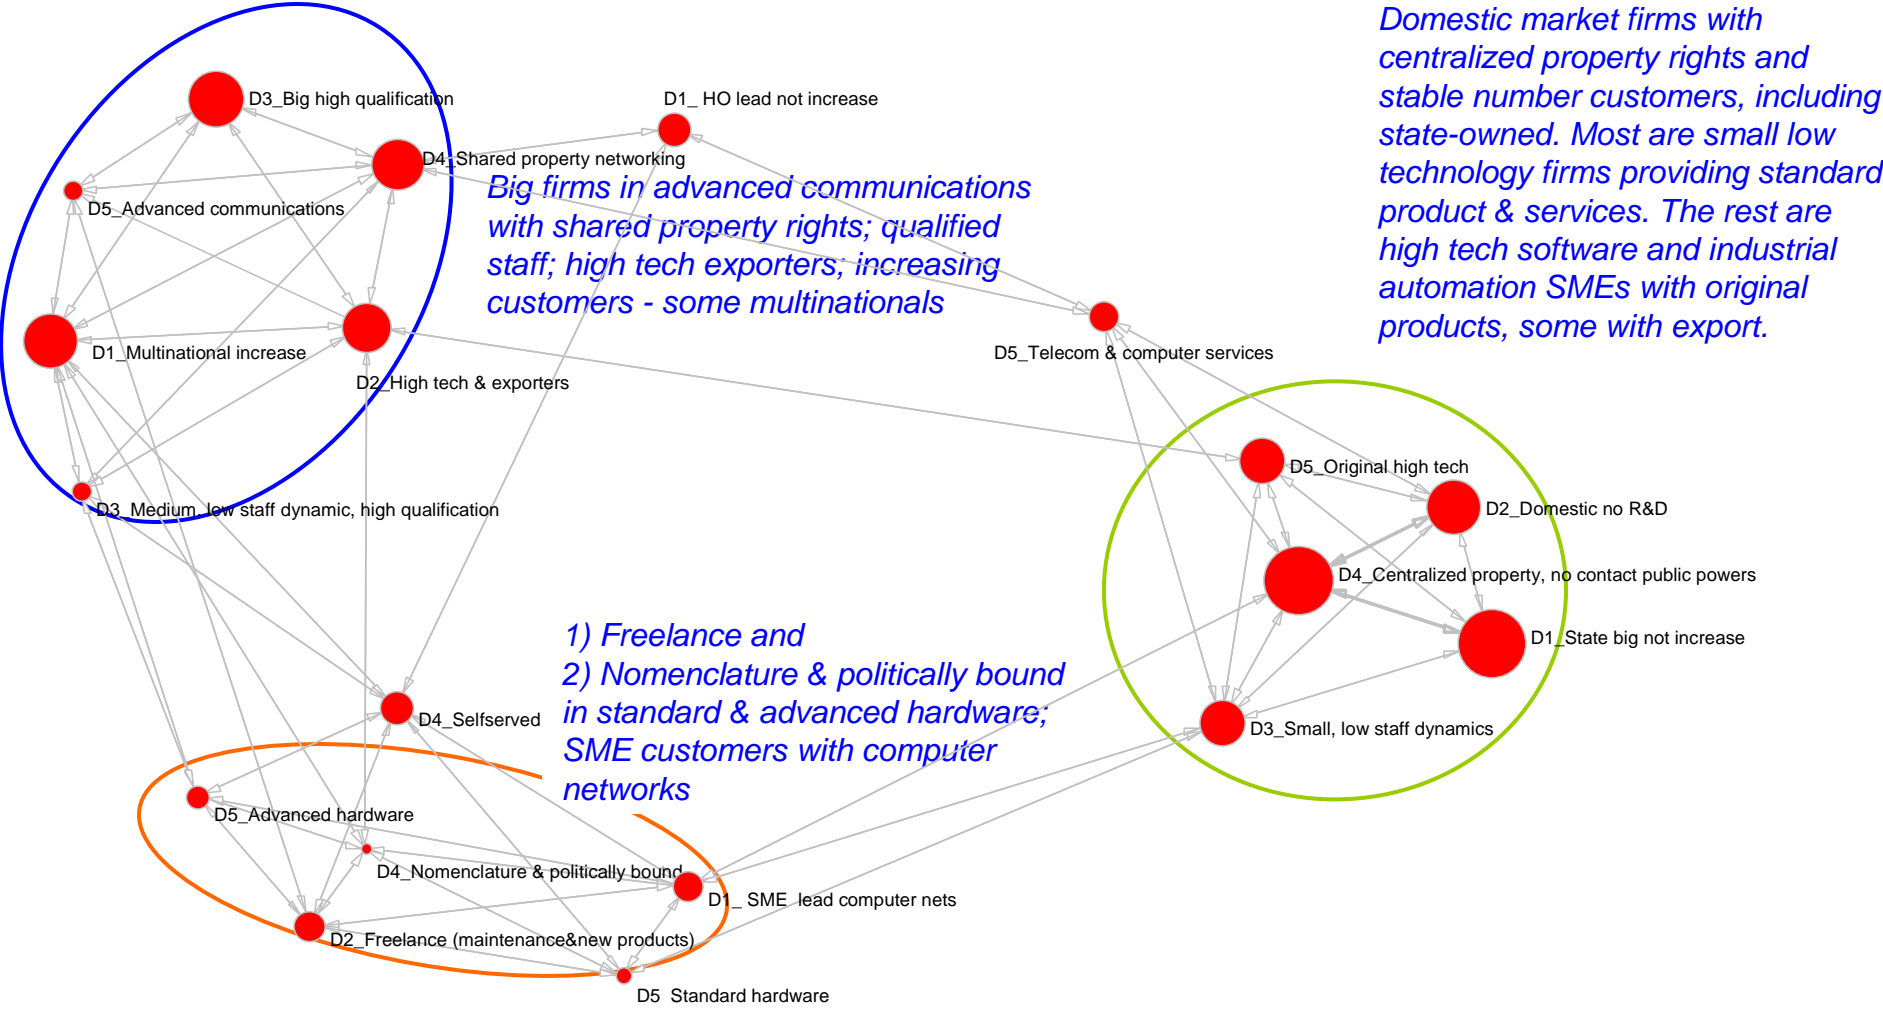 Domestic market firms with
centralized property rights and
stable number customers, including
state-owned. Most are small low
technology firms providing standard
product & services. The rest are
high tech software and industrial
automation SMEs with original
products, some with export.
D3_Big high qualification
D1_ HO lead not increase
D4_Shared property networking
D5_Advanced communications
Big firms in advanced communications
with shared property rights; qualified
staff; high tech exporters; increasing
customers - some multinationals
D1_Multinational increase
D5_Telecom & computer services
D2_High tech & exporters
D3_Medium, low staff dynamic, high qualification
D5_Original high tech
D2_Domestic no R&D
D4_Centralized property, no contact public powers
D1_State big not increase
D3_Small, low staff dynamics
1) Freelance and
2) Nomenclature & politically bound
in standard & advanced hardware;
SME customers with computer
networks
D4_Selfserved
D5_Advanced hardware
D4_Nomenclature & politically bound
D1_ SME  lead computer nets
D2_Freelance (maintenance&new products)
D5  Standard hardware